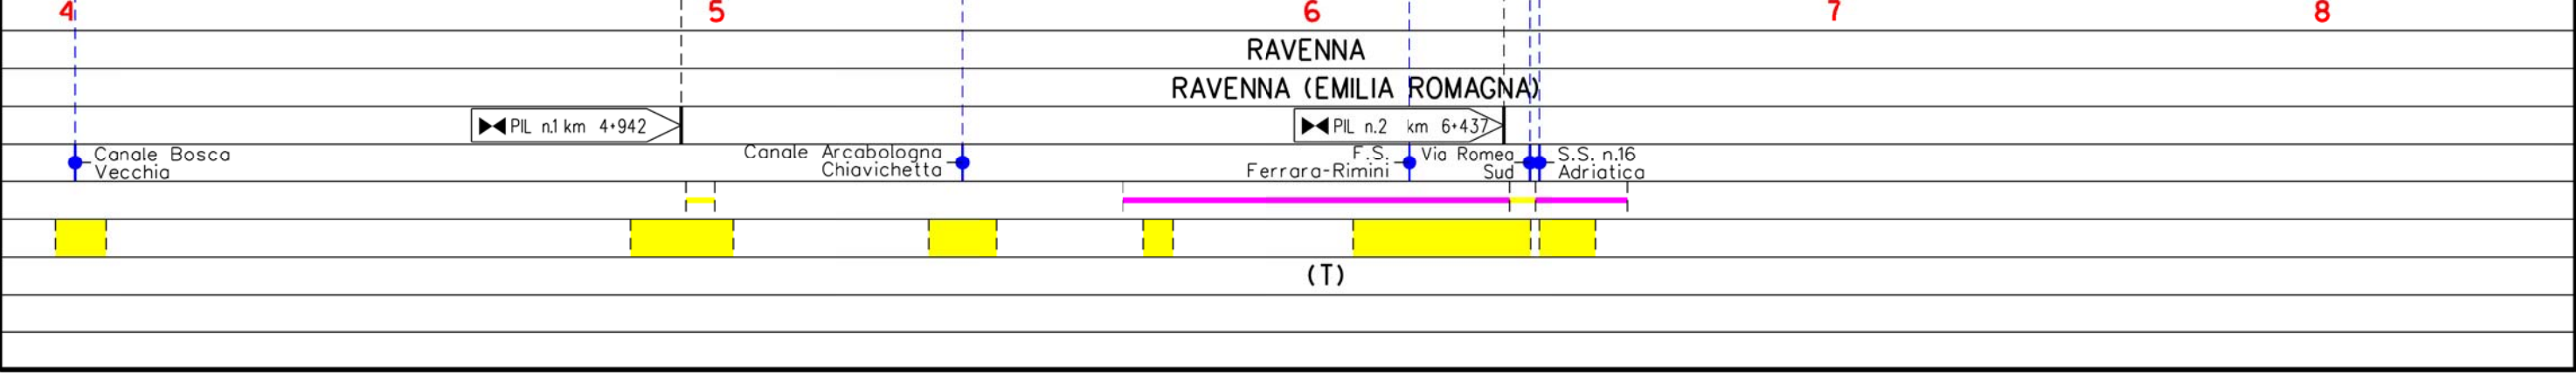 4 5 6 7 8
RAVENNA
RAVENNA (EMILIA ROMAGNA)
PIL n.1 km 4+942
PIL n.2 km 6+437
Canale Bosca
Vecchia
Canale Arcabologna
Chiavichetta
F.S.
Ferrara-Rimini
Via Romea
Sud
S.S. n.16
Adriatica
(T)